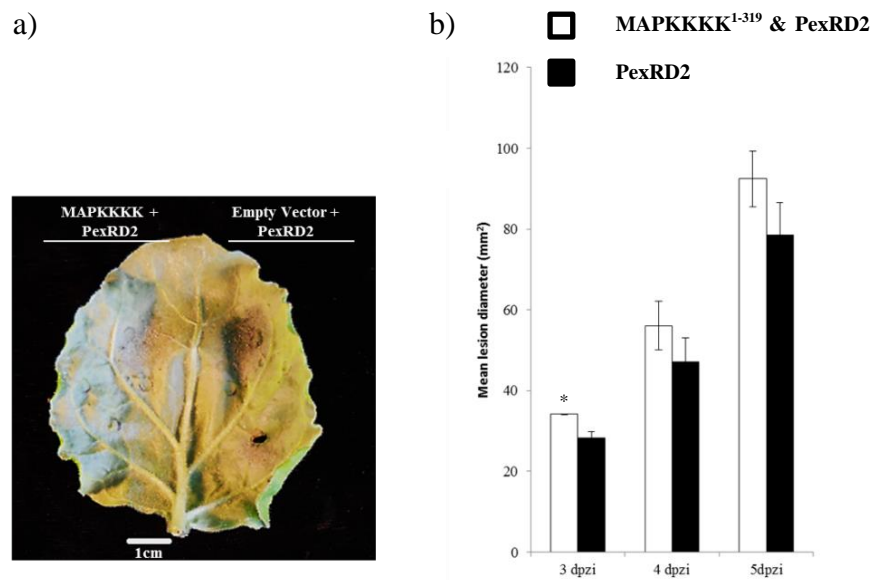 a)
MAPKKKK +
PexRD2
Empty Vector +
PexRD2
1cm
b)
MAPKKKK¹⁻³¹⁹ & PexRD2
PexRD2
Mean lesion diameter (mm²)
120
100
80
60
40
20
0
*
3 dpzi
4 dpzi
5dpzi